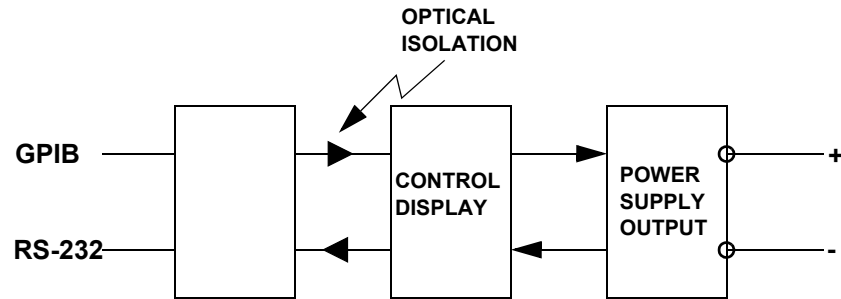 OPTICAL
ISOLATION
GPIB
RS-232
CONTROL
DISPLAY
POWER
SUPPLY
OUTPUT
+
-